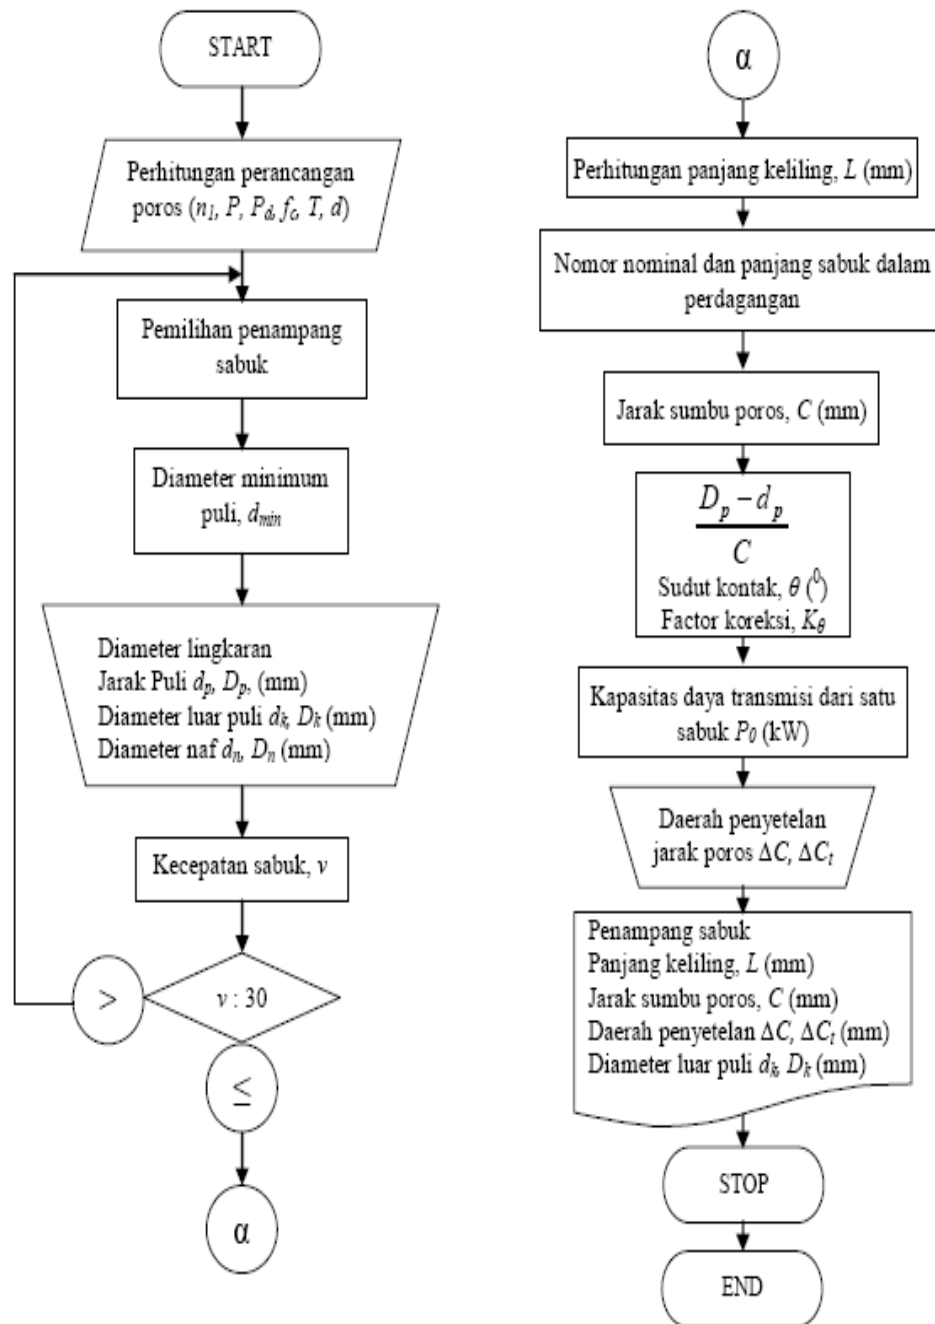 START
Perhitungan perancangan
poros (n1, P, Pd, fc, T, d)
Pemilihan penampang
sabuk
Diameter minimum
puli, dmin
Diameter lingkaran
Jarak Puli dp, Dp, (mm)
Diameter luar puli dk, Dk (mm)
Diameter naf dn, Dn (mm)
Kecepatan sabuk, v
>
v : 30
≤
α
α
Perhitungan panjang keliling, L (mm)
Nomor nominal dan panjang sabuk dalam
perdagangan
Jarak sumbu poros, C (mm)
Dp − dp
C
Sudut kontak, θ (⁰)
Factor koreksi, Kθ
Kapasitas daya transmisi dari satu
sabuk P0 (kW)
Daerah penyetelan
jarak poros ΔC, ΔCt
Penampang sabuk
Panjang keliling, L (mm)
Jarak sumbu poros, C (mm)
Daerah penyetelan ΔC, ΔCt (mm)
Diameter luar puli dk, Dk (mm)
STOP
END